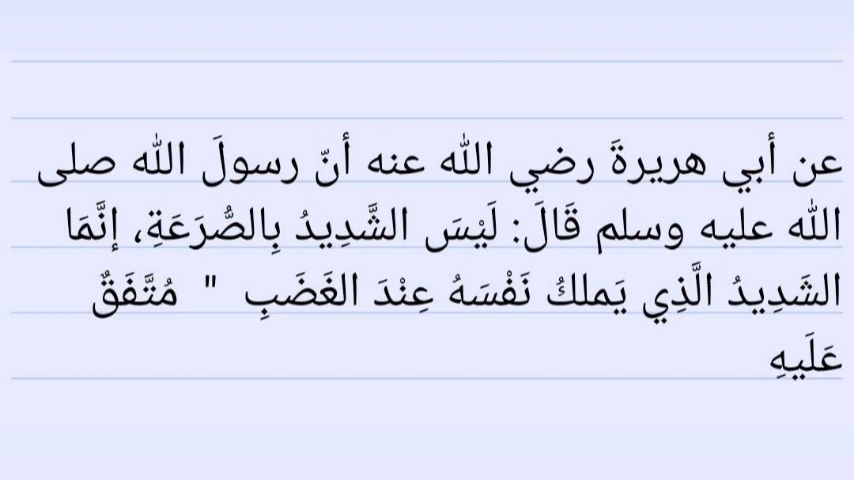 عن أبي هريرةَ رضي الله عنه أنّ رسولَ الله صلى
الله عليه وسلم قَالَ: لَيْسَ الشَّدِيدُ بِالصُّرَعَةِ، إنَّمَا
الشَدِيدُ الَّذِي يَملكُ نَفْسَهُ عِنْدَ الغَضَبِ " مُتَّفَقٌ
عَلَيهِ